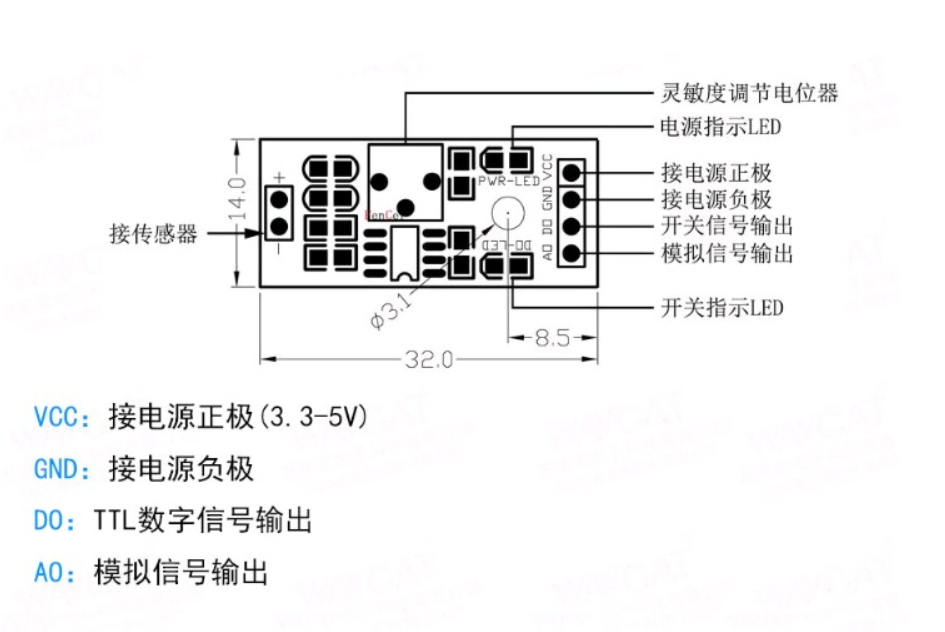 灵敏度调节电位器
电源指示LED
VCC
接电源正极
PWR-LED
+
14.0
GND
接电源负极
DO
开关信号输出
接传感器
DO-LED
AO
模拟信号输出
-
Ø3.1
开关指示LED
8.5
32.0
VCC: 接电源正极(3.3-5V)
GND: 接电源负极
DO: TTL数字信号输出
AO: 模拟信号输出